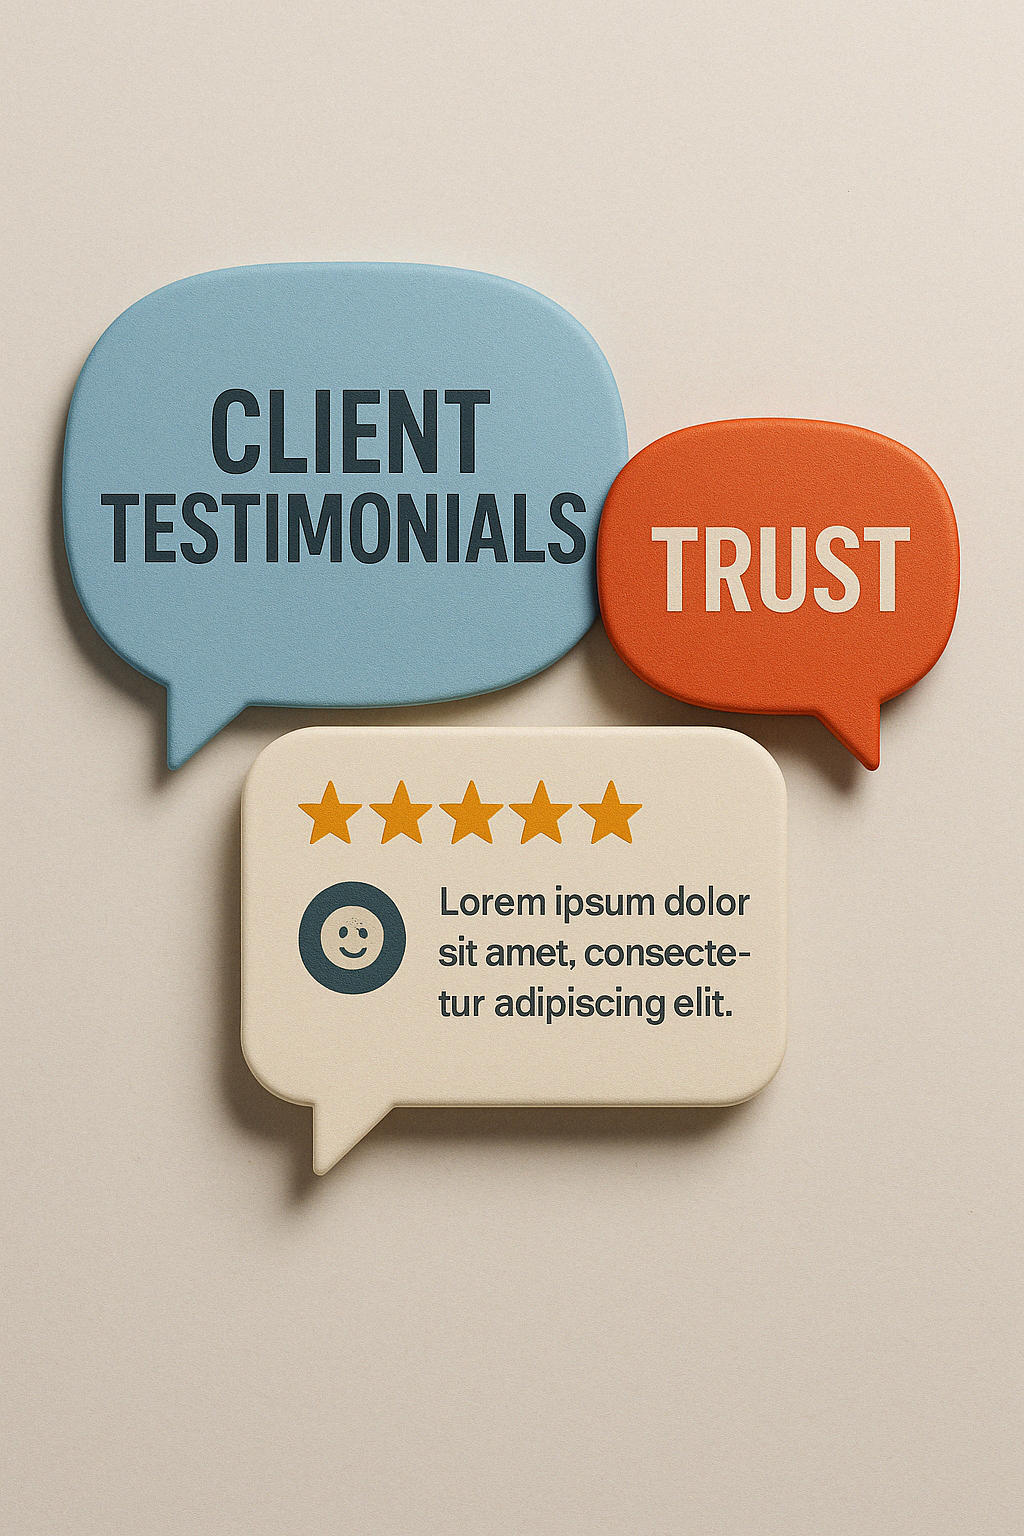 CLIENT
TESTIMONIALS
TRUST
Lorem ipsum dolor
sit amet, consecte-
tur adipiscing elit.